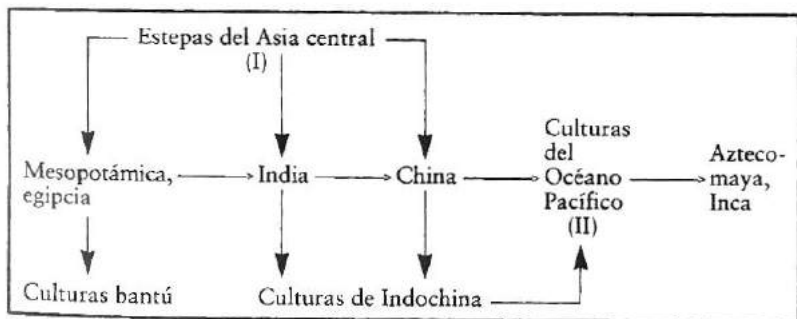 Estepas del Asia central
(I)
Mesopotámica,
egipcia
India
China
Culturas
del
Océano
Pacífico
(II)
Azteco-
maya,
Inca
Culturas bantú
Culturas de Indochina